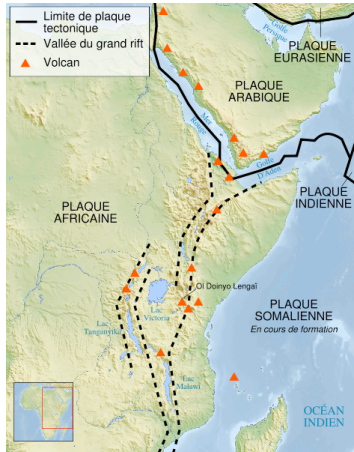 Limite de plaque
tectonique
Vallée du grand rift
Volcan
Golfe
Persique
PLAQUE
EURASIENNE
PLAQUE
ARABIQUE
Mer
Rouge
Golfe
D'Aden
PLAQUE
INDIENNE
PLAQUE
AFRIÇAINE
Ol Doinyo Lengaï
Lac
Victoria
PLAQUE
SOMALIENNE
En cours de formation
Lac
Tanganyika
Lac
Malawi
OCÉAN
INDIEN